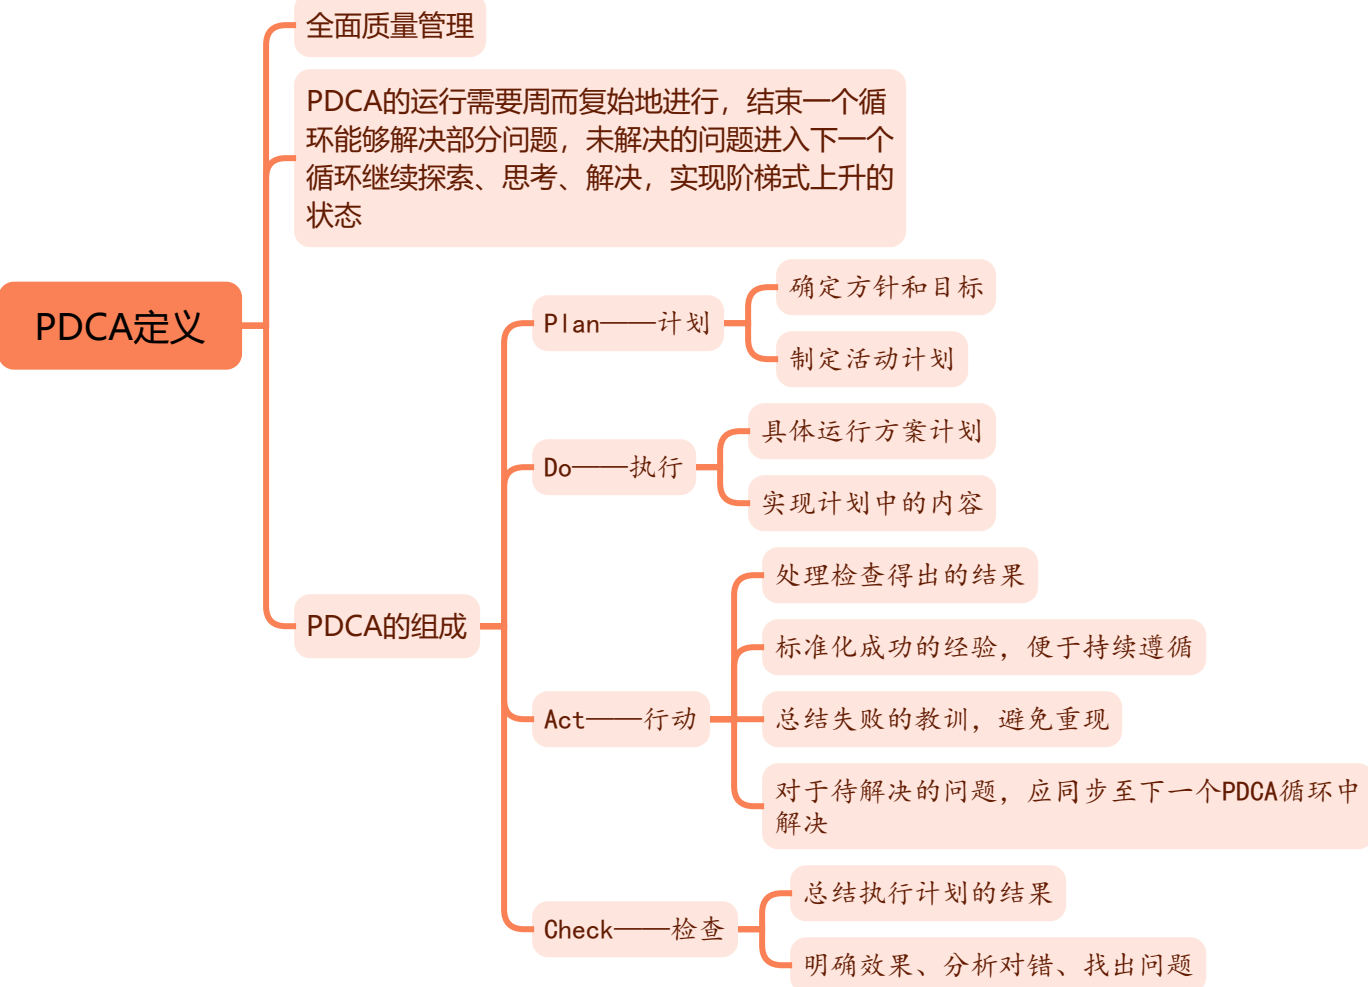 全面质量管理
PDCA的运行需要周而复始地进行，结束一个循
环能够解决部分问题，未解决的问题进入下一个
循环继续探索、思考、解决，实现阶梯式上升的
状态
PDCA定义
PDCA的组成
Plan——计划
确定方针和目标
制定活动计划
Do——执行
具体运行方案计划
实现计划中的内容
Act——行动
处理检查得出的结果
标准化成功的经验，便于持续遵循
总结失败的教训，避免重现
对于待解决的问题，应同步至下一个PDCA循环中
解决
Check——检查
总结执行计划的结果
明确效果、分析对错、找出问题